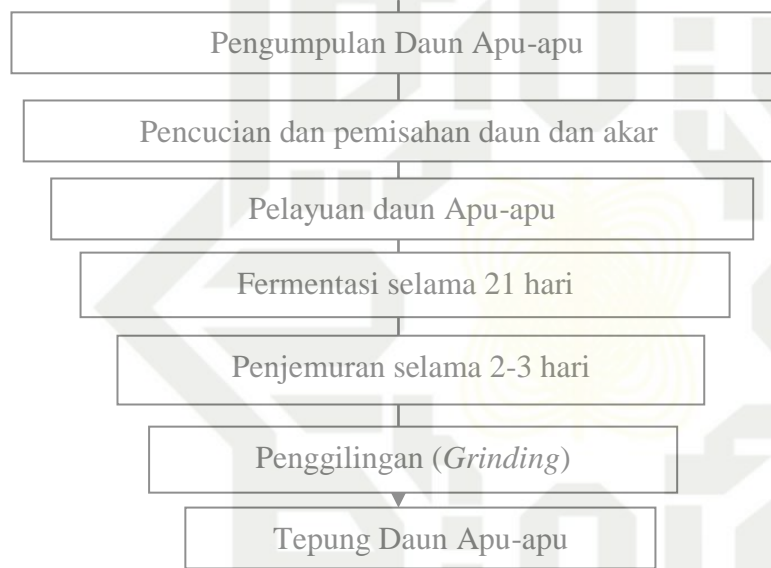 Pengumpulan Daun Apu-apu
Pencucian dan pemisahan daun dan akar
Pelayuan daun Apu-apu
Fermentasi selama 21 hari
Penjemuran selama 2-3 hari
Penggilingan (Grinding)
Tepung Daun Apu-apu